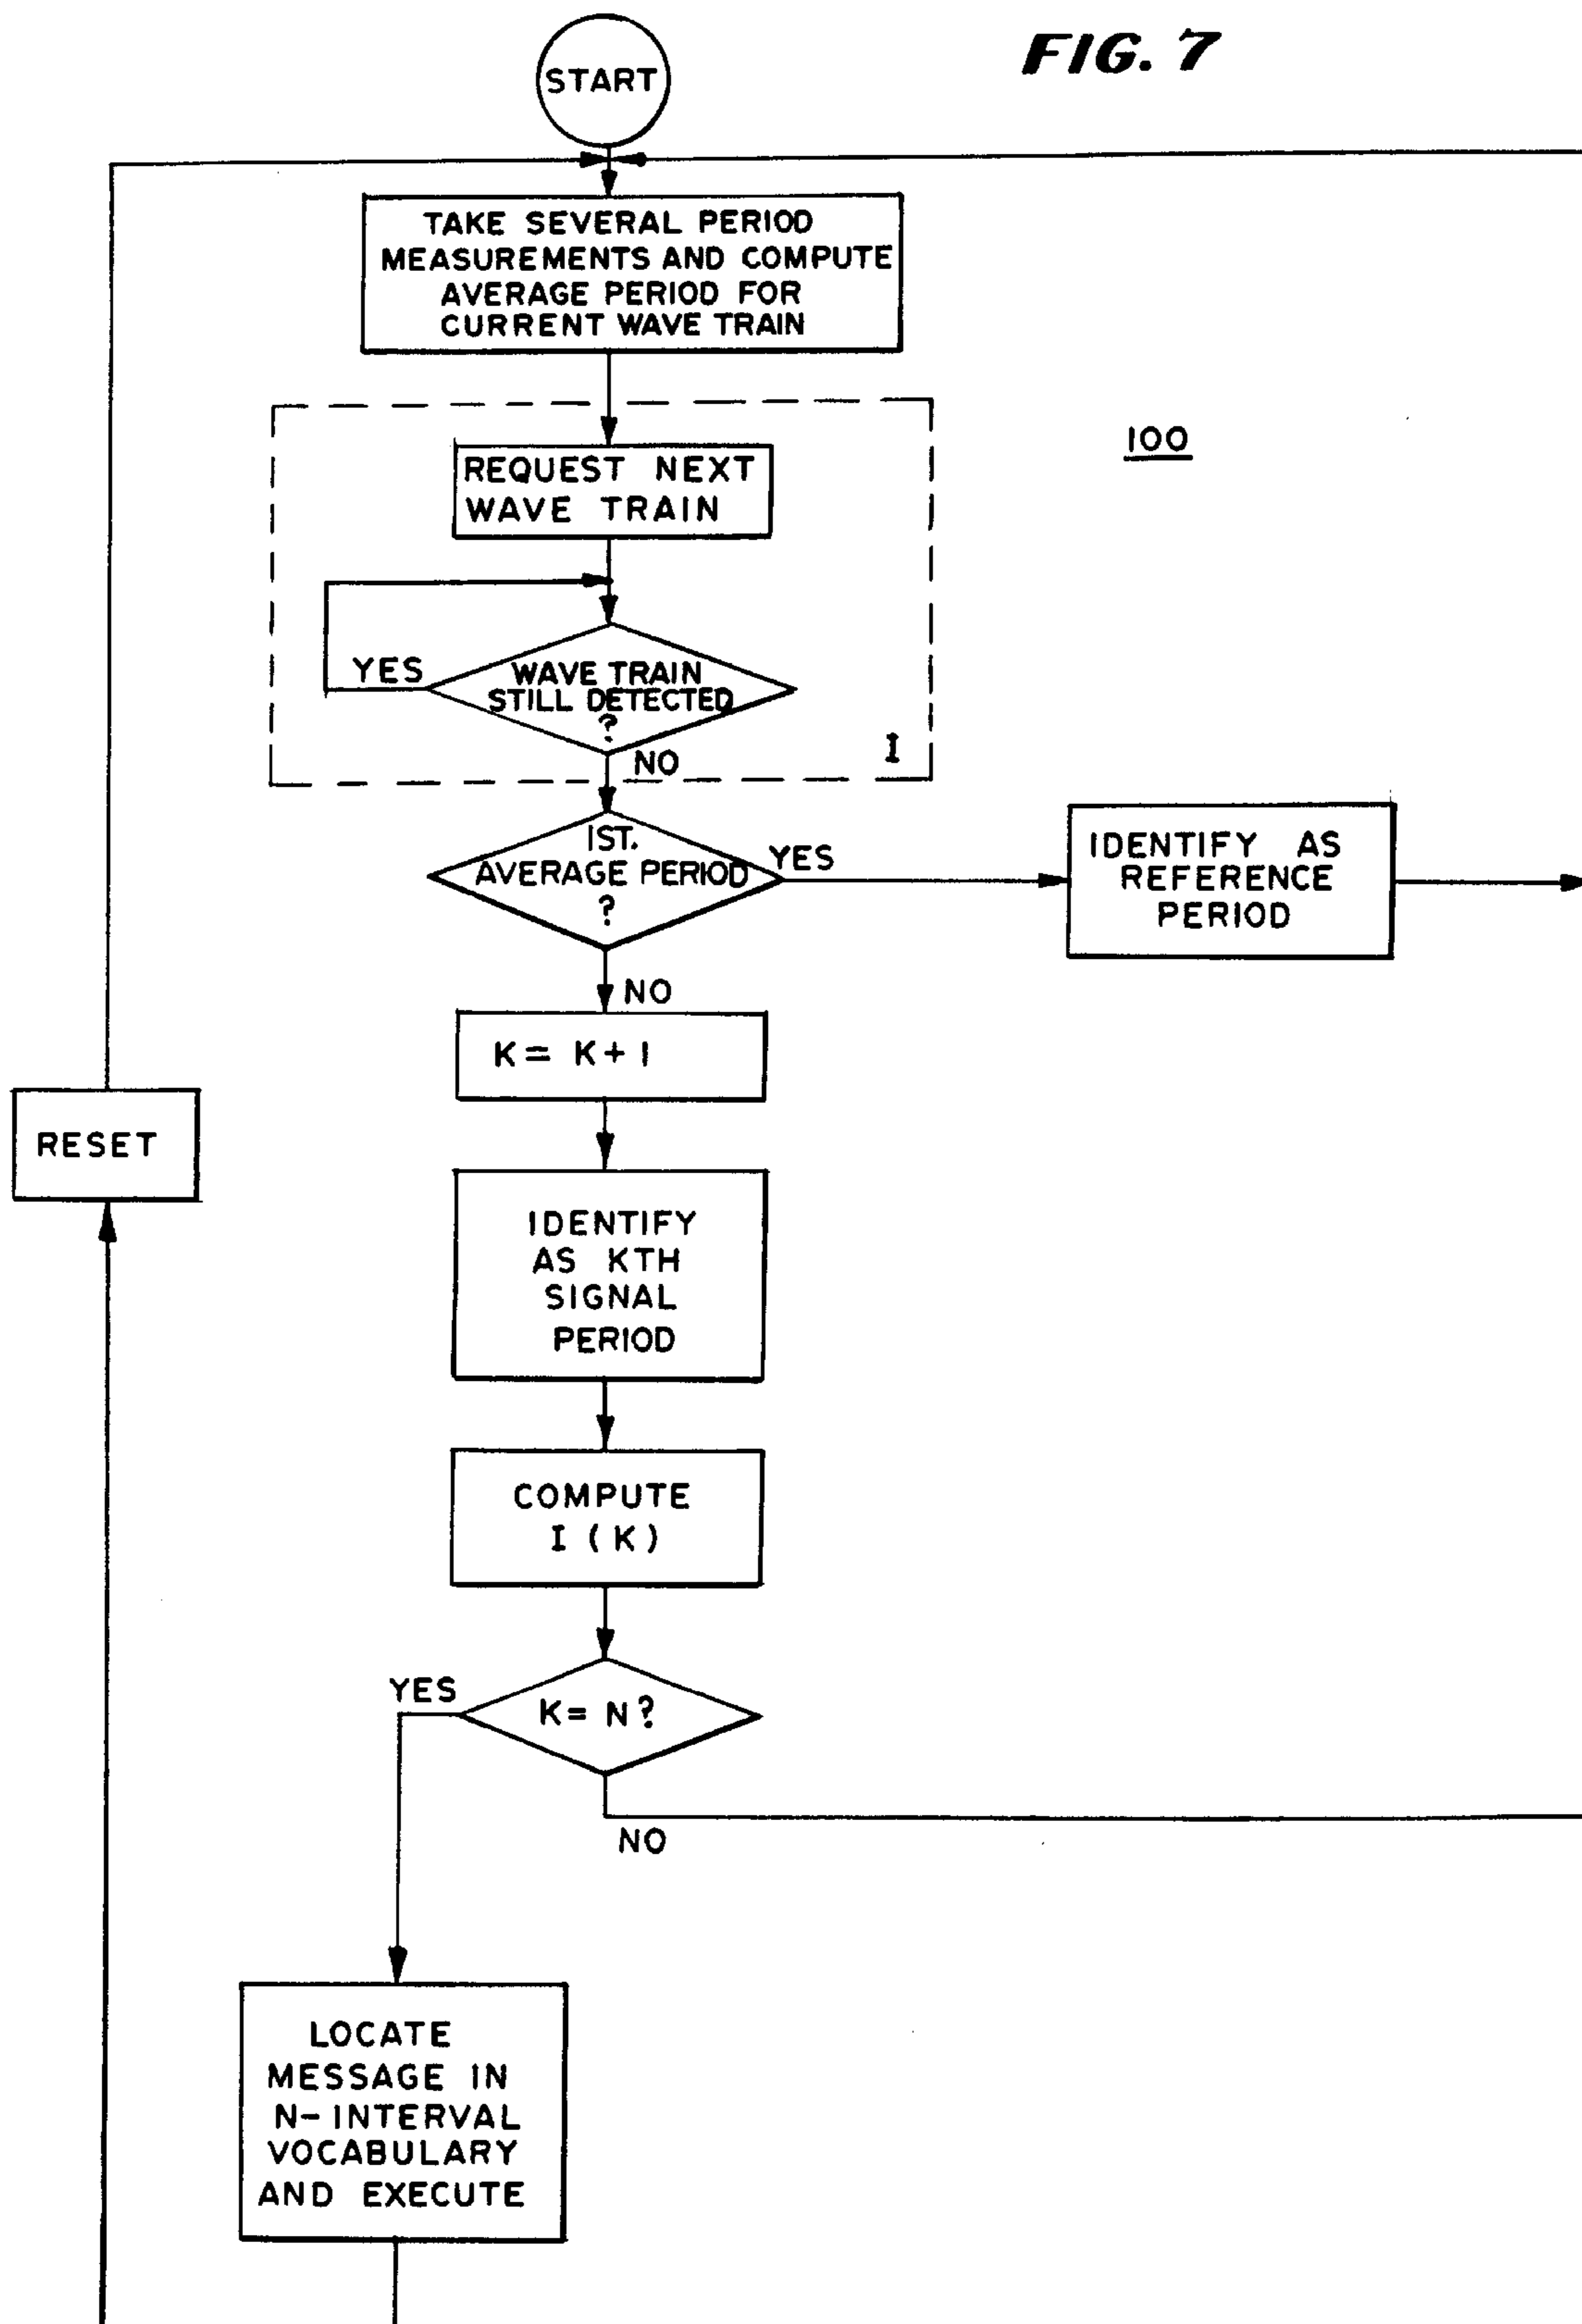 FIG. 7
START
TAKE SEVERAL PERIOD
MEASUREMENTS AND COMPUTE
AVERAGE PERIOD FOR
CURRENT WAVE TRAIN
100
REQUEST NEXT
WAVE TRAIN
YES
WAVE TRAIN
STILL DETECTED
?
I
NO
1ST.
AVERAGE PERIOD
?
YES
IDENTIFY AS
REFERENCE
PERIOD
NO
K = K + 1
RESET
IDENTIFY
AS KTH
SIGNAL
PERIOD
COMPUTE
I (K)
YES
K = N ?
NO
LOCATE
MESSAGE IN
N-INTERVAL
VOCABULARY
AND EXECUTE